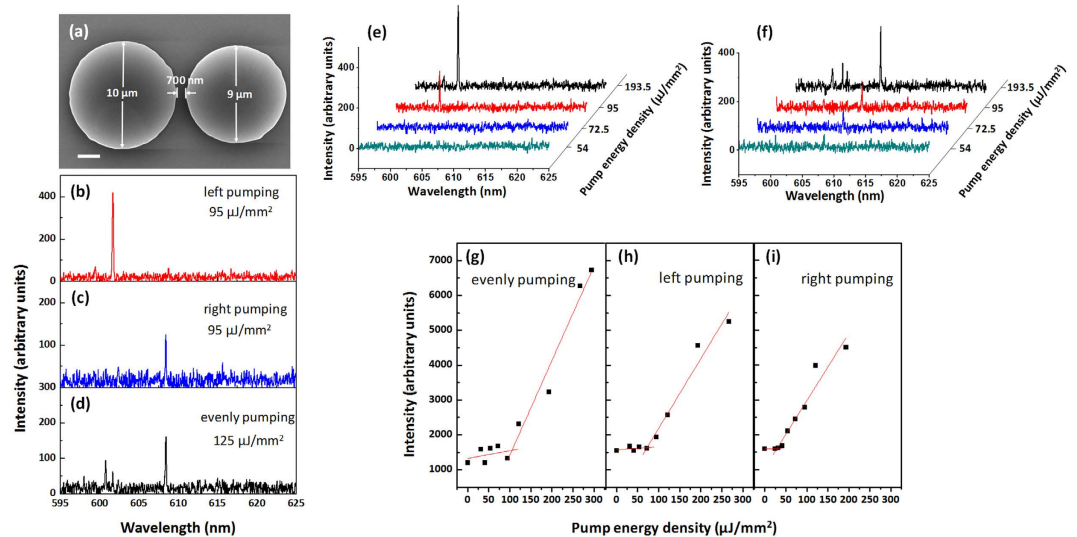 (a)
700 nm
10 μm
9 μm
(b)
left pumping
95 μJ/mm²
400
200
0
(c)
right pumping
95 μJ/mm²
200
100
300
(d)
evenly pumping
125 μJ/mm²
200
100
0
595 600 605 610 615 620 625
Wavelength (nm)
Intensity (arbitrary units)
(e)
400
200
0
Intensity (arbitrary units)
193.5
95
72.5
54
Pump energy density (μJ/mm²)
595 600 605 610 615 620 625
Wavelength (nm)
(f)
400
200
0
Intensity (arbitrary units)
193.5
95
72.5
54
Pump energy density (μJ/mm²)
595 600 605 610 615 620 625
Wavelength (nm)
(g)
evenly pumping
(h)
left pumping
(i)
right pumping
7000
6000
5000
4000
3000
2000
1000
Intensity (arbitrary units)
0 50 100 150 200 250 300
0 50 100 150 200 250 300
0 50 100 150 200 250 300
Pump energy density (μJ/mm²)